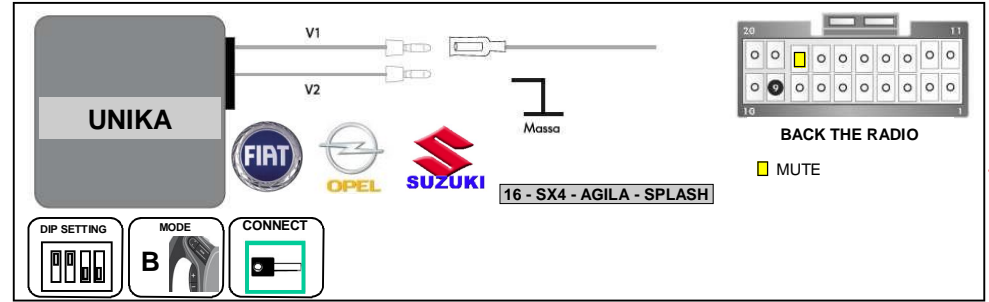 V1
V2
UNIKA
FIAT
OPEL
SUZUKI
Massa
16 - SX4 - AGILA - SPLASH
20
11
9
10
1
BACK THE RADIO
MUTE
DIP SETTING
MODE
B
CONNECT